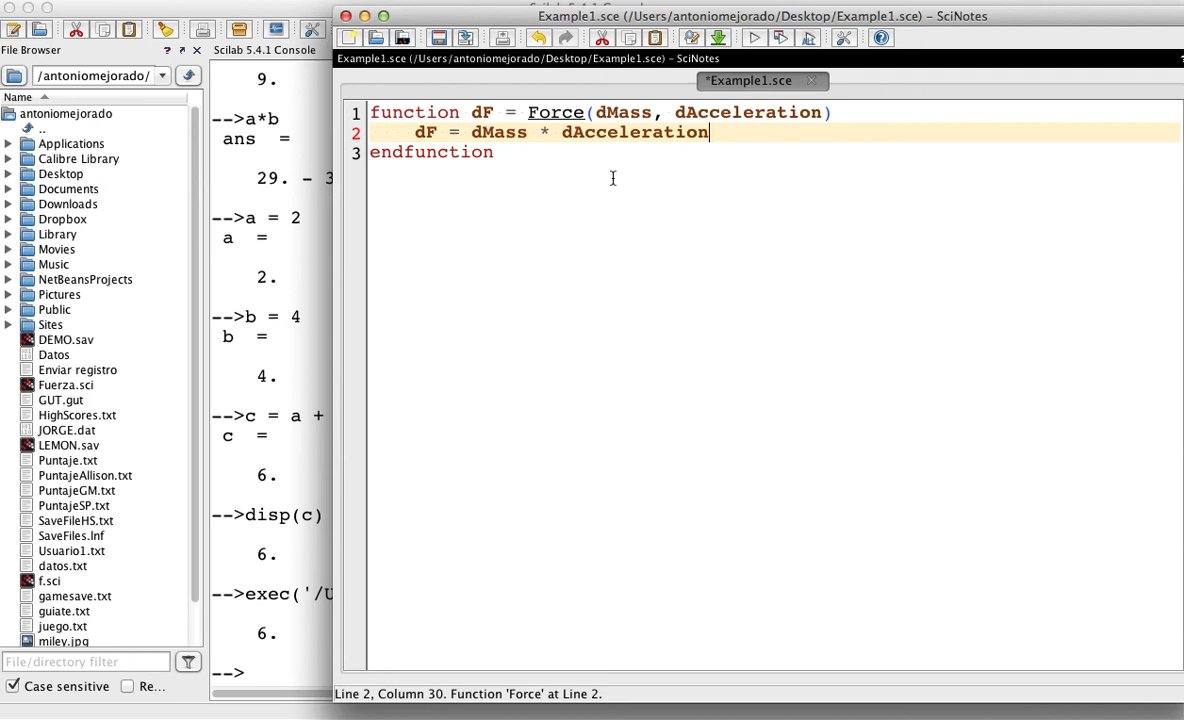 Example1.sce (/Users/antoniomejorado/Desktop/Example1.sce) - SciNotes
File Browser
Scilab 5.4.1 Console
/antoniomejorado/
Name
antoniomejorado
..
Applications
Calibre Library
Desktop
Documents
Downloads
Dropbox
Library
Movies
Music
NetBeansProjects
Pictures
Public
Sites
DEMO.sav
Datos
Enviar registro
Fuerza.sci
GUT.gut
HighScores.txt
JORGE.dat
LEMON.sav
Puntaje.txt
PuntajeAllison.txt
PuntajeGM.txt
PuntajeSP.txt
SaveFileHS.txt
SaveFiles.Inf
Usuario1.txt
datos.txt
f.sci
gamesave.txt
guiate.txt
juego.txt
miley.jpg
File/directory filter
Case sensitive
Re...
9.
-->a*b
ans =
29. - 3
-->a = 2
a =
2.
-->b = 4
b =
4.
-->c = a +
c =
6.
-->disp(c)
6.
-->exec('/U
6.
-->
Example1.sce (/Users/antoniomejorado/Desktop/Example1.sce) - SciNotes
*Example1.sce
1 function dF = Force(dMass, dAcceleration)
2 dF = dMass * dAcceleration
3 endfunction
Line 2, Column 30. Function 'Force' at Line 2.